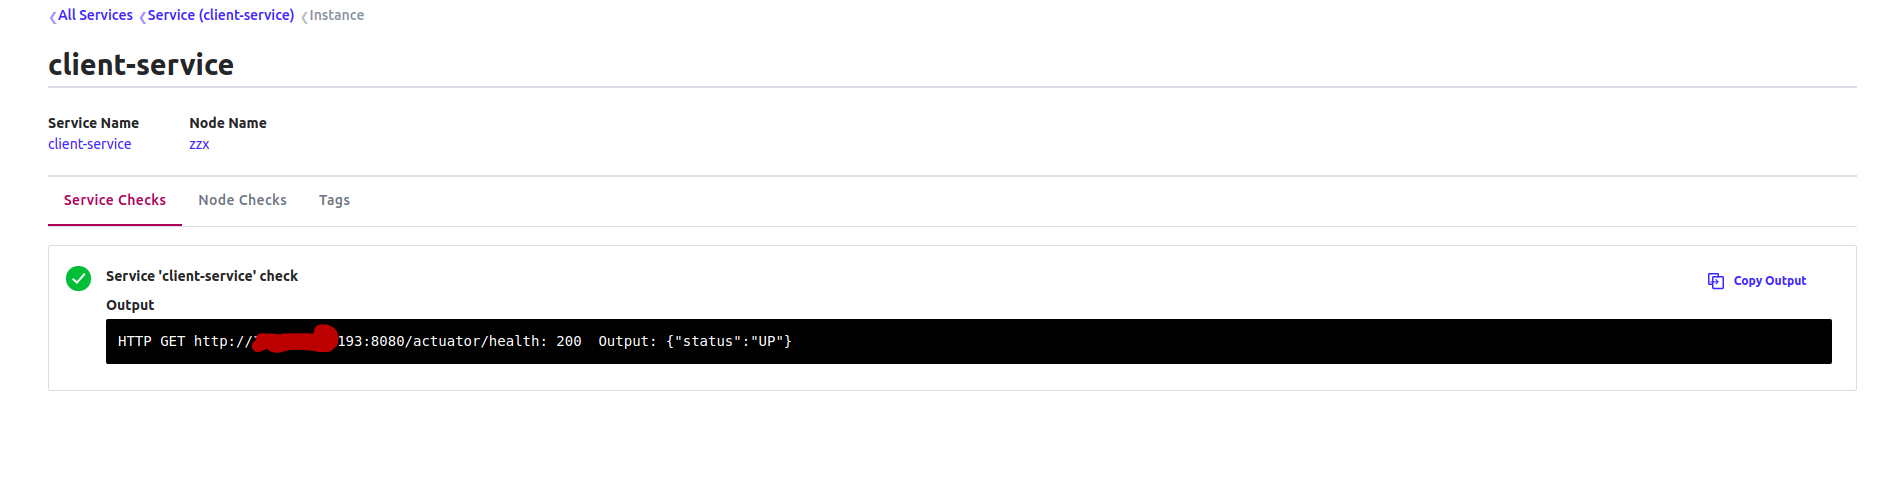 All Services Service (client-service) Instance
client-service
Service Name Node Name
client-service zzx
Service Checks Node Checks Tags
Service 'client-service' check
Copy Output
Output
HTTP GET http:// 193:8080/actuator/health: 200 Output: {"status":"UP"}